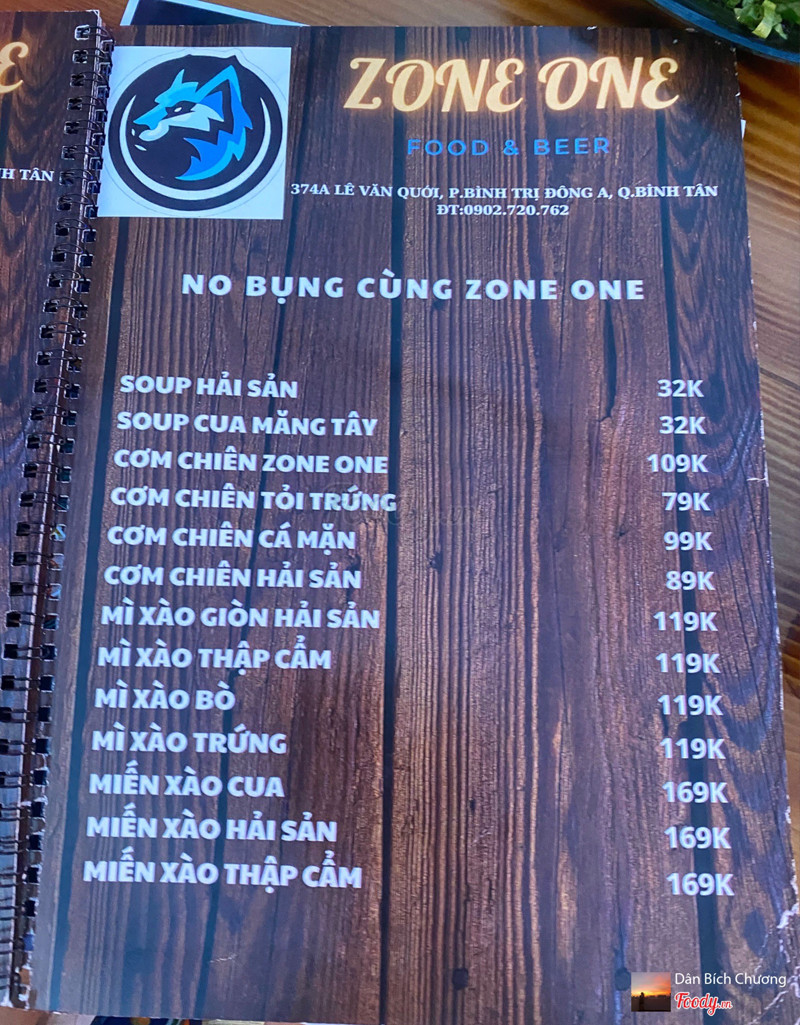 ZONE ONE
FOOD & BEER
374A LÊ VĂN QUỚI, P.BÌNH TRỊ ĐÔNG A, Q.BÌNH TÂN
ĐT:0902.720.762
NO BỤNG CÙNG ZONE ONE
SOUP HẢI SẢN 32K
SOUP CUA MĂNG TÂY 32K
CƠM CHIÊN ZONE ONE 109K
CƠM CHIÊN TỎI TRỨNG 79K
CƠM CHIÊN CÁ MẶN 99K
CƠM CHIÊN HẢI SẢN 89K
MÌ XÀO GIÒN HẢI SẢN 119K
MÌ XÀO THẬP CẨM 119K
MÌ XÀO BÒ 119K
MÌ XÀO TRỨNG 119K
MIẾN XÀO CUA 169K
MIẾN XÀO HẢI SẢN 169K
MIẾN XÀO THẬP CẨM 169K
E
NH TÂN
Dân Bích Chương
Foody.vn